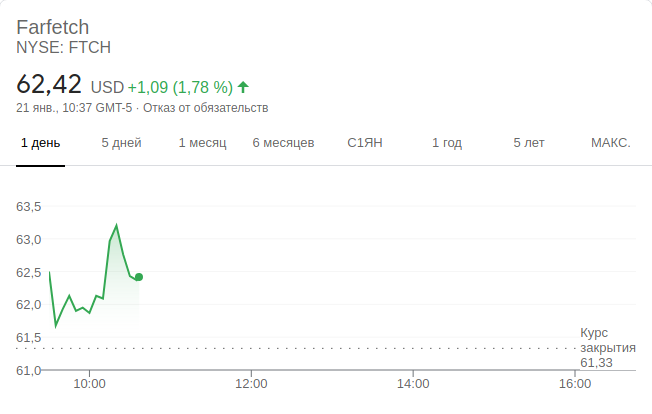 Farfetch
NYSE: FTCH
62,42 USD +1,09 (1,78 %)
21 янв., 10:37 GMT-5 · Отказ от обязательств
1 день 5 дней 1 месяц 6 месяцев С1ЯН 1 год 5 лет МАКС.
63,5
63,0
62,5
62,0
61,5
61,0
Курс
закрытия
61,33
10:00 12:00 14:00 16:00